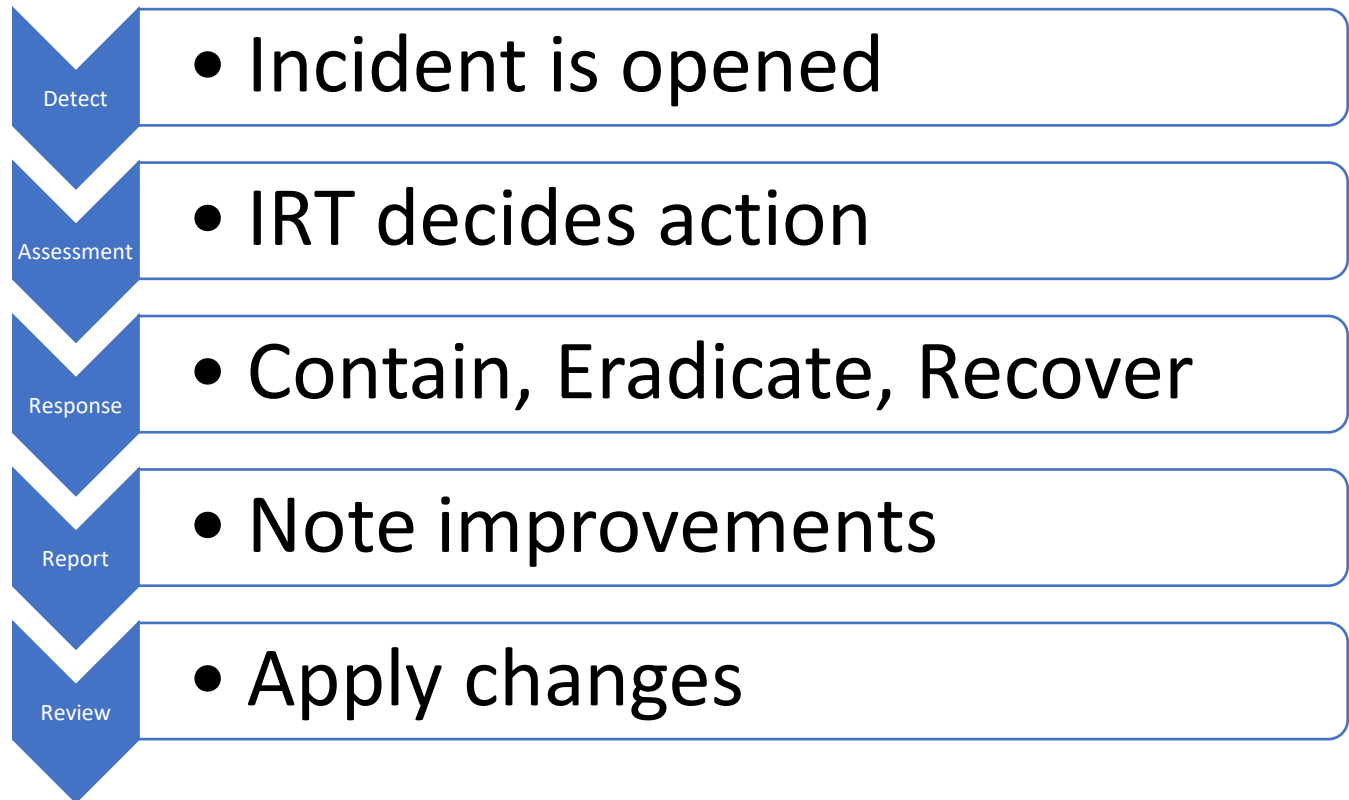 Detect
• Incident is opened
Assessment
• IRT decides action
Response
• Contain, Eradicate, Recover
Report
• Note improvements
Review
• Apply changes